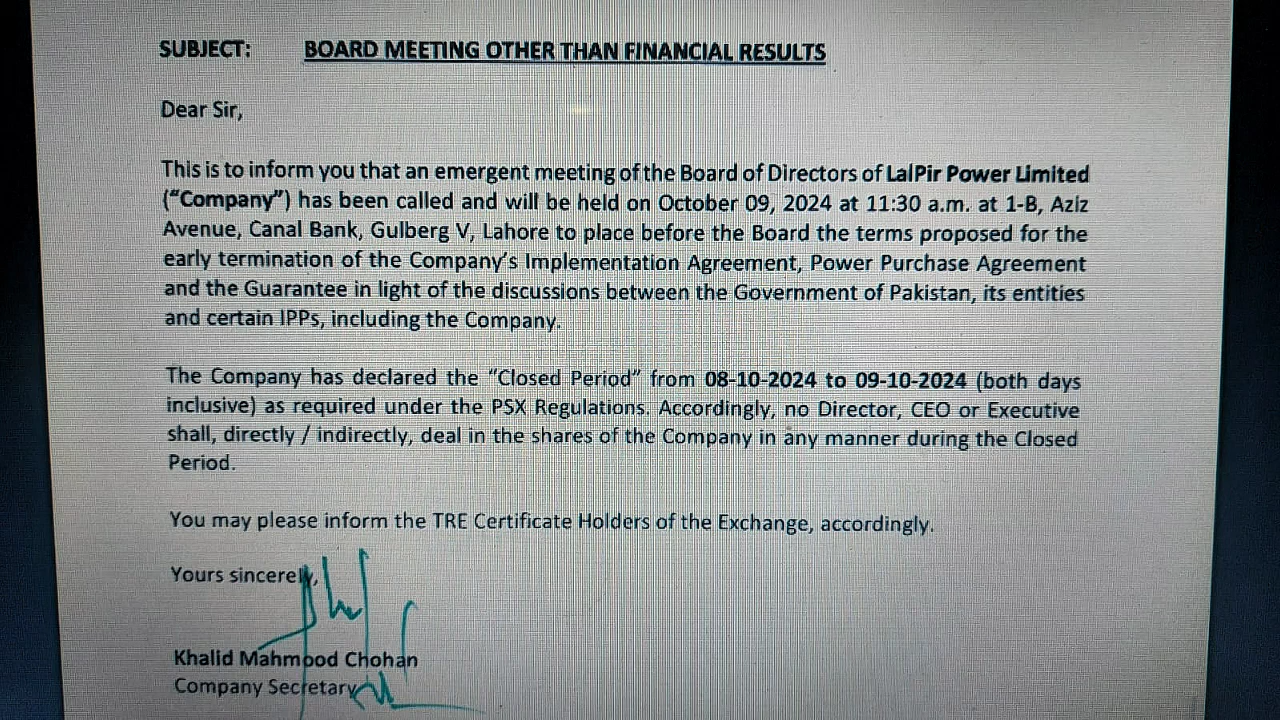 SUBJECT: BOARD MEETING OTHER THAN FINANCIAL RESULTS
Dear Sir,
This is to inform you that an emergent meeting of the Board of Directors of LalPir Power Limited
("Company") has been called and will be held on October 09, 2024 at 11:30 a.m. at 1-B, Aziz
Avenue, Canal Bank, Gulberg V, Lahore to place before the Board the terms proposed for the
early termination of the Company's Implementation Agreement, Power Purchase Agreement
and the Guarantee in light of the discussions between the Government of Pakistan, its entities
and certain IPPs, including the Company.
The Company has declared the "Closed Period" from 08-10-2024 to 09-10-2024 (both days
inclusive) as required under the PSX Regulations. Accordingly, no Director, CEO or Executive
shall, directly / indirectly, deal in the shares of the Company in any manner during the Closed
Period.
You may please inform the TRE Certificate Holders of the Exchange, accordingly.
Yours sincerely,
Khalid Mahmood Chohan
Company Secretary